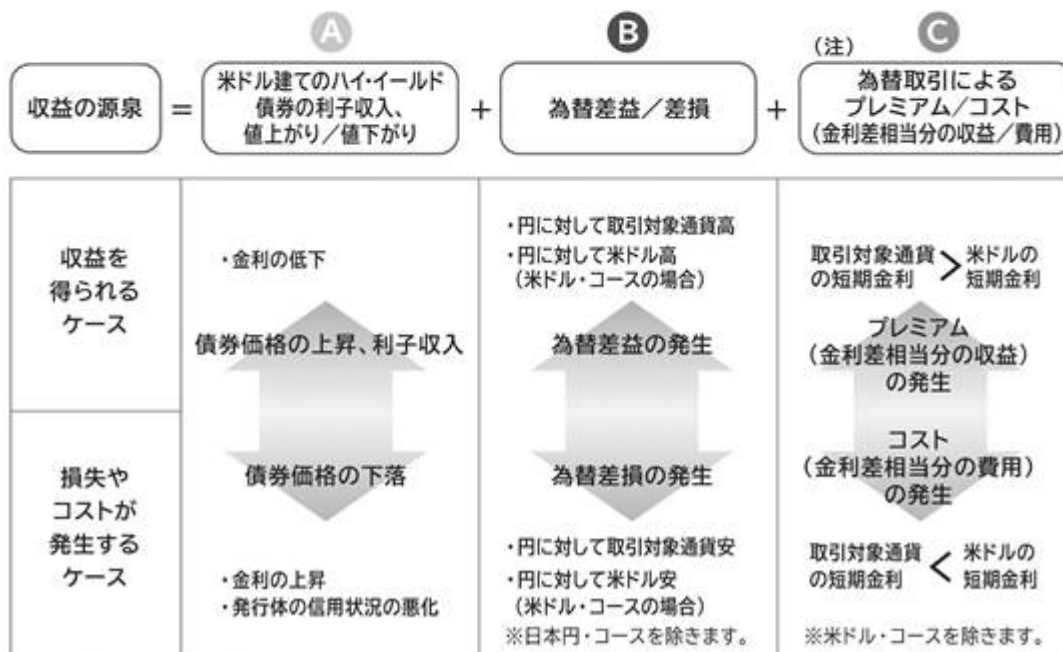 A
B
(注)
C
収益の源泉
=
米ドル建てのハイ・イールド
債券の利子収入、
値上がり/値下がり
+
為替差益/差損
+
為替取引による
プレミアム/コスト
(金利差相当分の収益/費用)
収益を
得られる
ケース
・金利の低下
債券価格の上昇、利子収入
・円に対して取引対象通貨高
・円に対して米ドル高
(米ドル・コースの場合)
為替差益の発生
取引対象通貨
の短期金利
>
米ドルの
短期金利
プレミアム
(金利差相当分の収益)
の発生
損失や
コストが
発生する
ケース
債券価格の下落
・金利の上昇
・発行体の信用状況の悪化
為替差損の発生
・円に対して取引対象通貨安
・円に対して米ドル安
(米ドル・コースの場合)
※日本円・コースを除きます。
コスト
(金利差相当分の費用)
の発生
取引対象通貨
の短期金利
<
米ドルの
短期金利
※米ドル・コースを除きます。